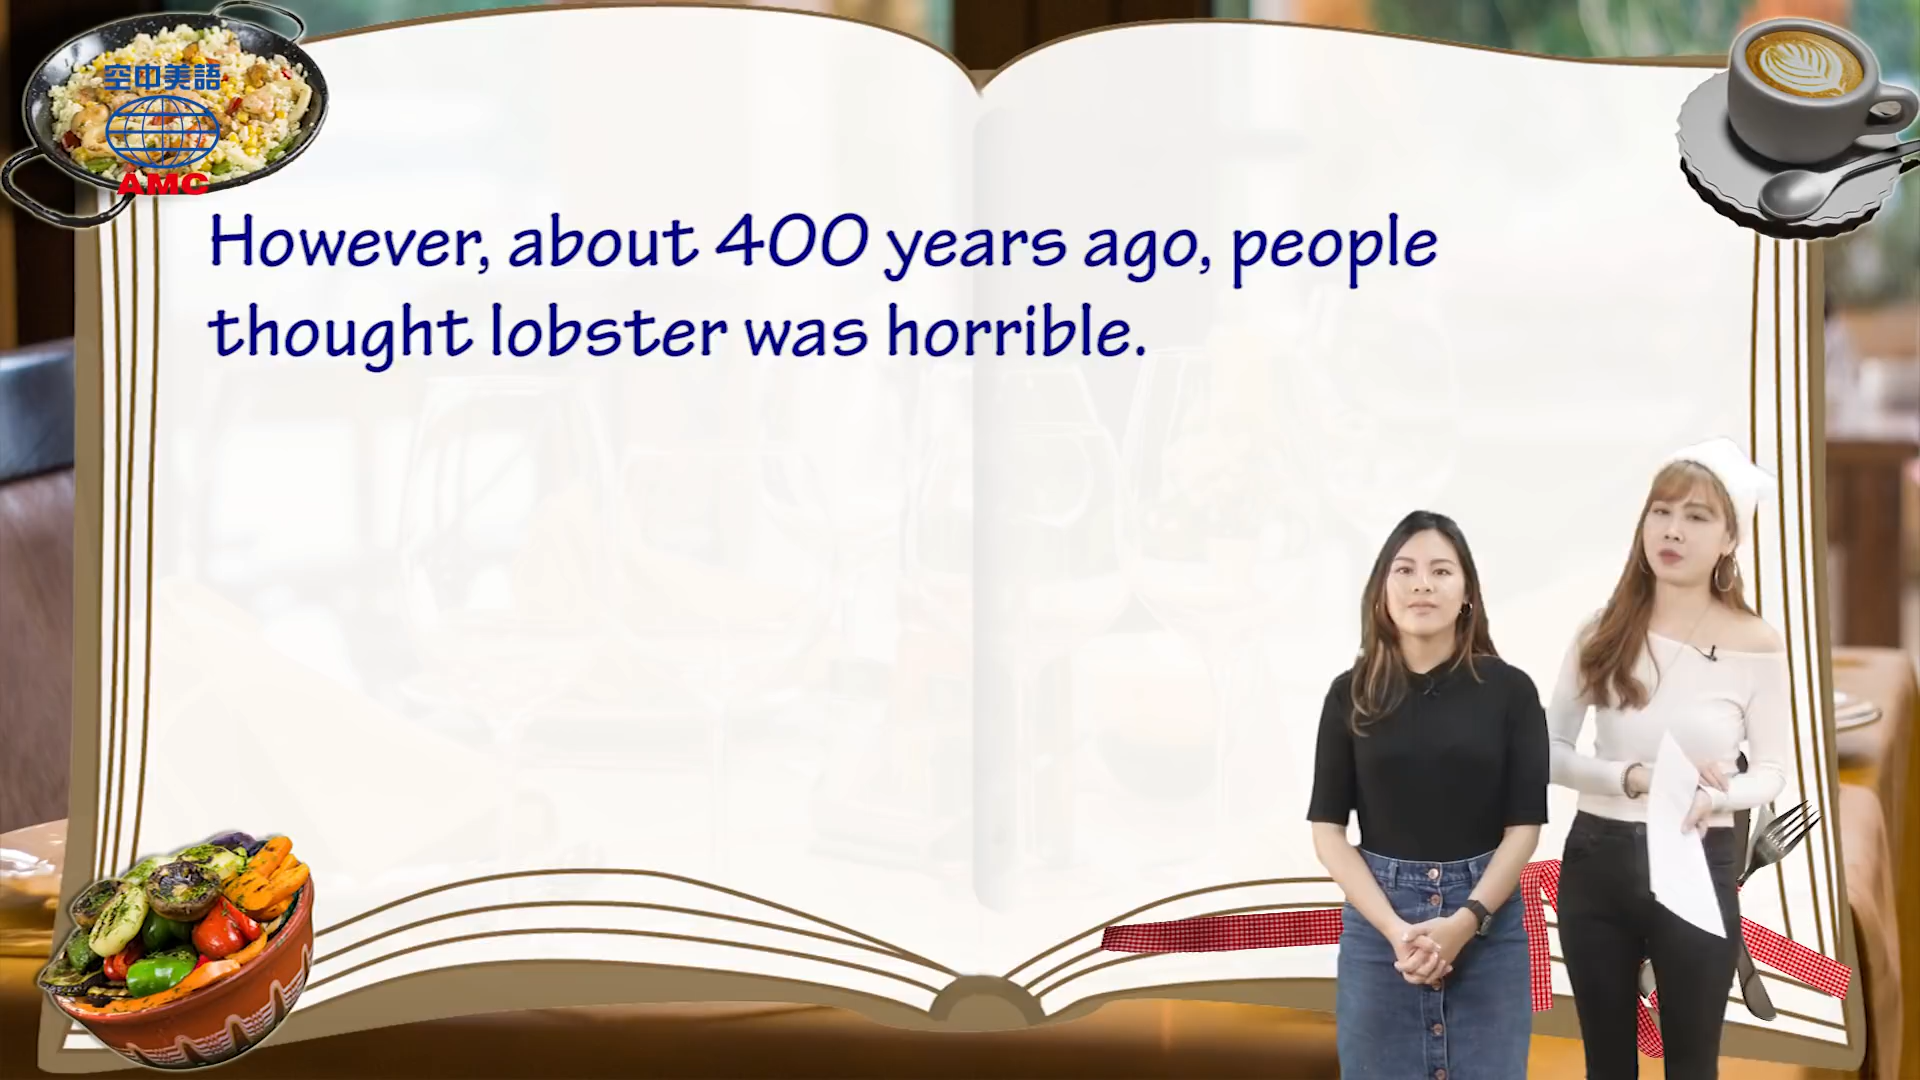 空中美語
AMC
However, about 400 years ago, people
thought lobster was horrible.